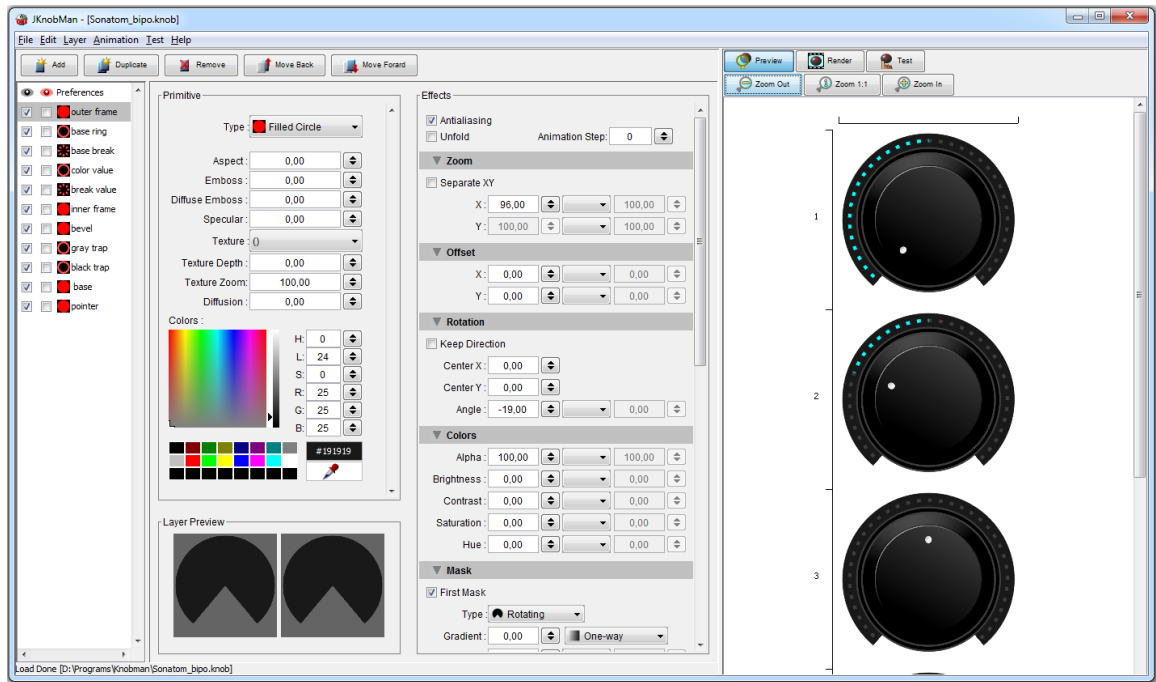 JKnobMan - [Sonatom_bipo.knob]
File Edit Layer Animation Test Help
Add Duplicate Remove Move Back Move Forard
Preview Render Test
Zoom Out Zoom 1:1 Zoom In
Preferences
outer frame
base ring
base break
color value
break value
inner frame
bevel
gray trap
black trap
base
pointer
Primitive
Type : Filled Circle
Aspect : 0,00
Emboss : 0,00
Diffuse Emboss : 0,00
Specular : 0,00
Texture : ()
Texture Depth : 0,00
Texture Zoom: 100,00
Diffusion : 0,00
Colors :
H: 0
L: 24
S: 0
R: 25
G: 25
B: 25
#191919
Layer Preview
Effects
Antialiasing
Unfold Animation Step: 0
Zoom
Separate XY
X : 96,00 100,00
Y : 100,00 100,00
Offset
X : 0,00 0,00
Y : 0,00 0,00
Rotation
Keep Direction
Center X : 0,00
Center Y : 0,00
Angle : -19,00 0,00
Colors
Alpha : 100,00 100,00
Brightness : 0,00 0,00
Contrast : 0,00 0,00
Saturation : 0,00 0,00
Hue : 0,00 0,00
Mask
First Mask
Type : Rotating
Gradient : 0,00 One-way
1
2
3
Load Done [D:\Programs\Knobman\Sonatom_bipo.knob]